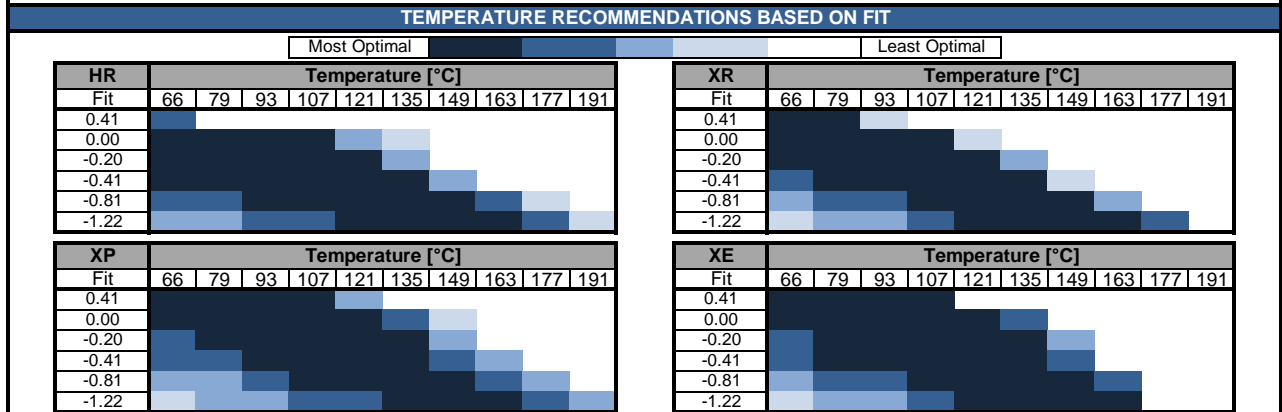 TEMPERATURE RECOMMENDATIONS BASED ON FIT
Most Optimal Least Optimal
HR Temperature [°C]
Fit 66 79 93 107 121 135 149 163 177 191
0.41
0.00
-0.20
-0.41
-0.81
-1.22
XR Temperature [°C]
Fit 66 79 93 107 121 135 149 163 177 191
0.41
0.00
-0.20
-0.41
-0.81
-1.22
XP Temperature [°C]
Fit 66 79 93 107 121 135 149 163 177 191
0.41
0.00
-0.20
-0.41
-0.81
-1.22
XE Temperature [°C]
Fit 66 79 93 107 121 135 149 163 177 191
0.41
0.00
-0.20
-0.41
-0.81
-1.22